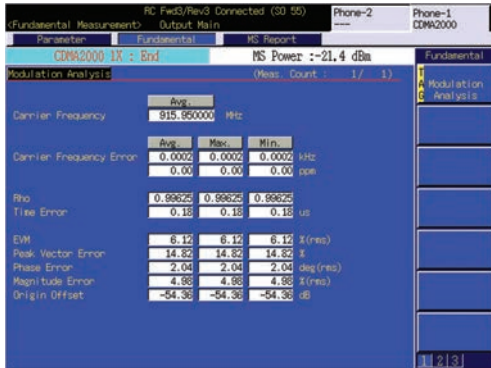 RC Fwd3/Rev3 Connected (SO 55)
<Fundamental Measurement> Output Main
Phone-2
---
Phone-1
CDMA2000
Parameter Fundamental MS Report
Fundamental
CDMA2000 1X : End MS Power :-21.4 dBm
Modulation Analysis (Meas. Count : 1/ 1)
TAG Modulation Analysis
Avg.
Carrier Frequency 915.950000 MHz
Avg. Max. Min.
Carrier Frequency Error 0.0002 0.0002 0.0002 kHz
0.00 0.00 0.00 ppm
Rho 0.99625 0.99625 0.99625
Time Error 0.18 0.18 0.18 us
EVM 6.12 6.12 6.12 %(rms)
Peak Vector Error 14.82 14.82 14.82 %
Phase Error 2.04 2.04 2.04 deg(rms)
Magnitude Error 4.98 4.98 4.98 %(rms)
Origin Offset -54.36 -54.36 -54.36 dB
1 2 3